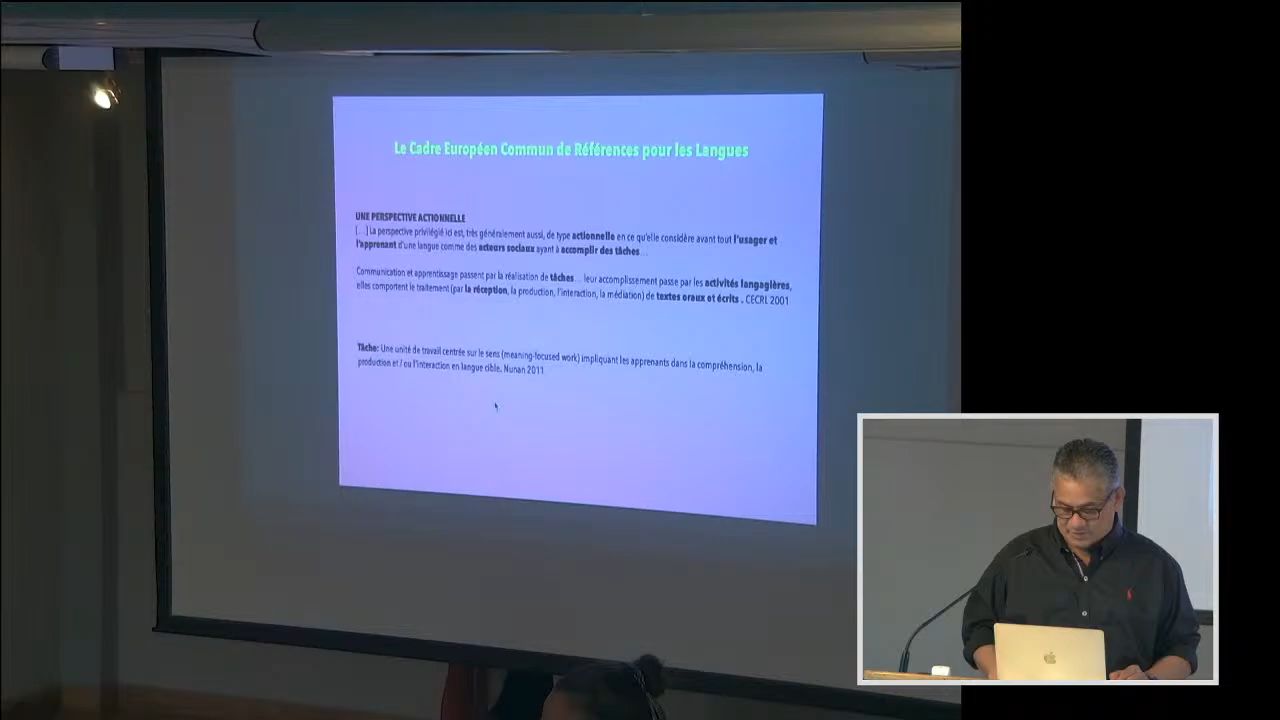 Le Cadre Européen Commun de Références pour les Langues
UNE PERSPECTIVE ACTIONNELLE
[…] La perspective privilégié ici est, très généralement aussi, de type actionnelle en ce qu'elle considère avant tout l'usager et
l'apprenant d'une langue comme des acteurs sociaux ayant à accomplir des tâches…
Communication et apprentissage passent par la réalisation de tâches… leur accomplissement passe par les activités langagières,
elles comportent le traitement (par la réception, la production, l'interaction, la médiation) de textes oraux et écrits . CECRL 2001
Tâche: Une unité de travail centrée sur le sens (meaning-focused work) impliquant les apprenants dans la compréhension, la
production et / ou l'interaction en langue cible. Nunan 2011